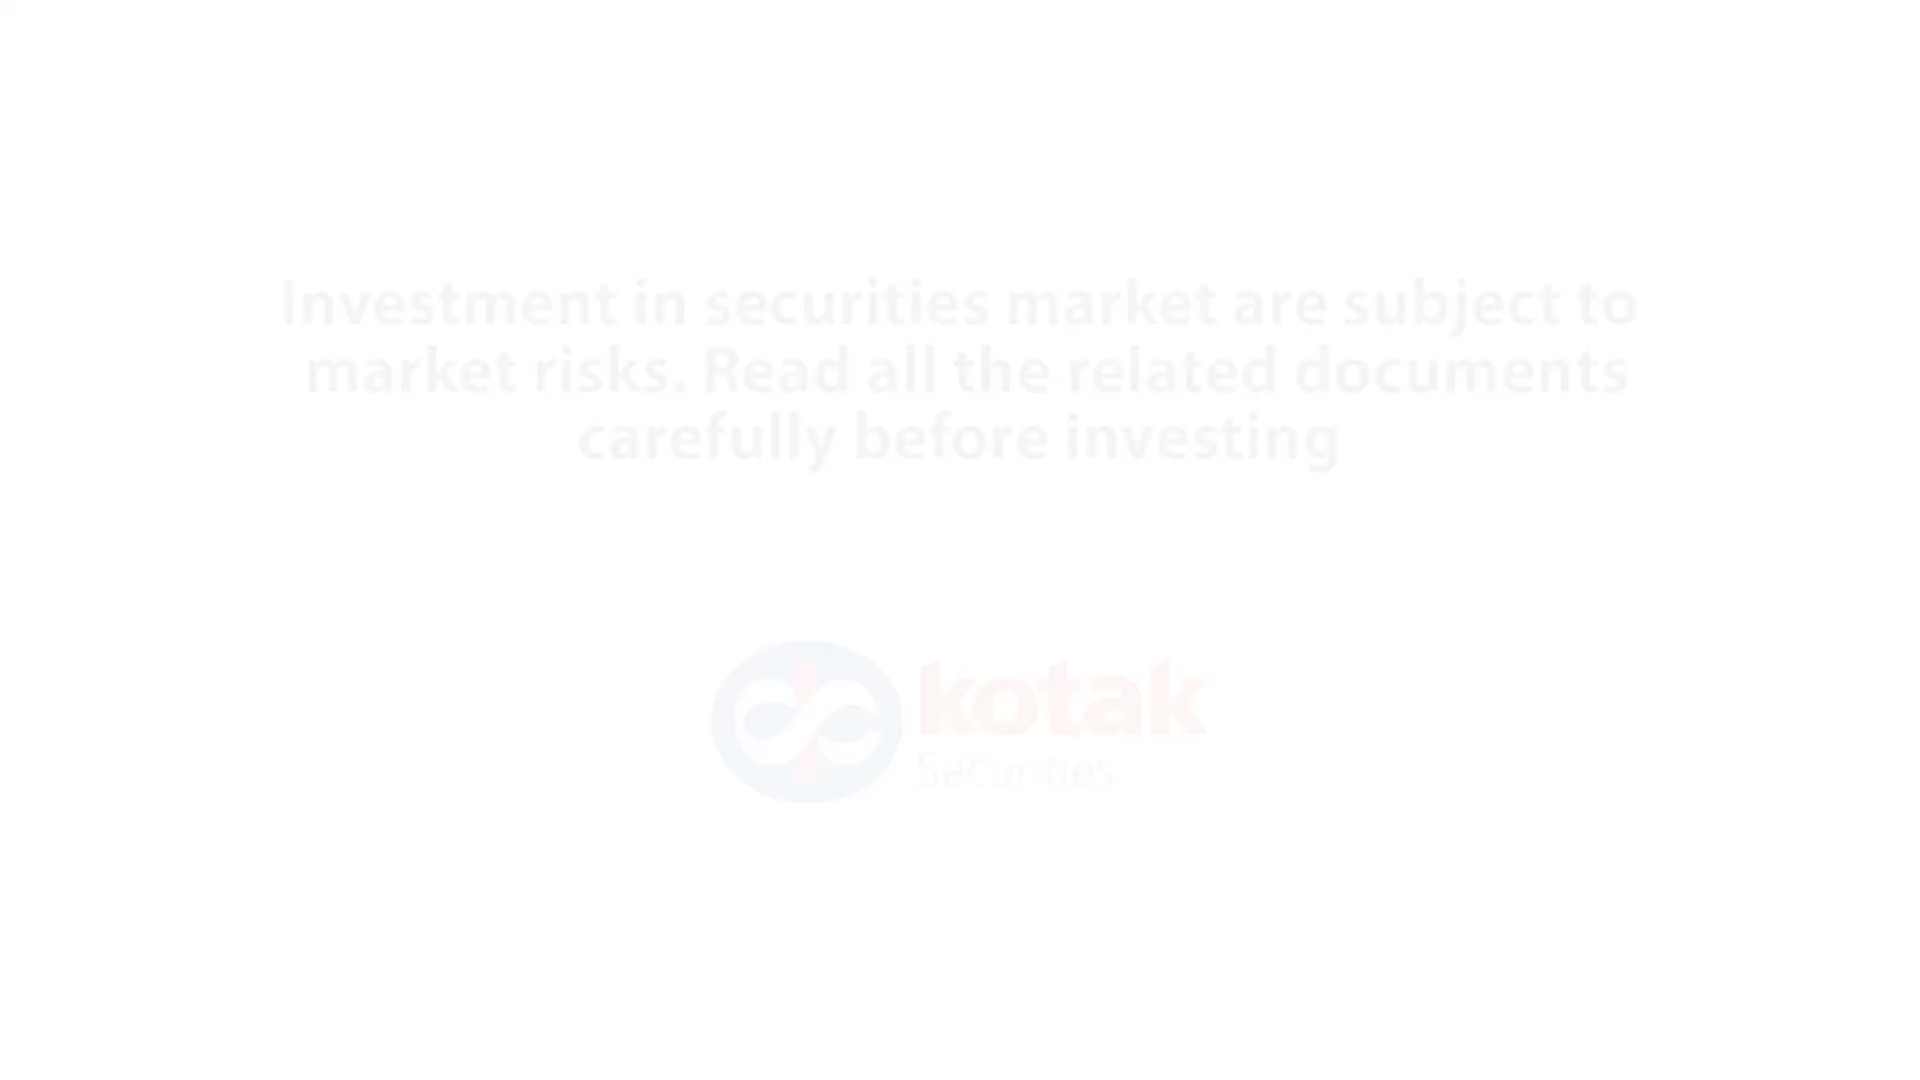 Investment in securities market are subject to
market risks. Read all the related documents
carefully before investing
kotak
Securities